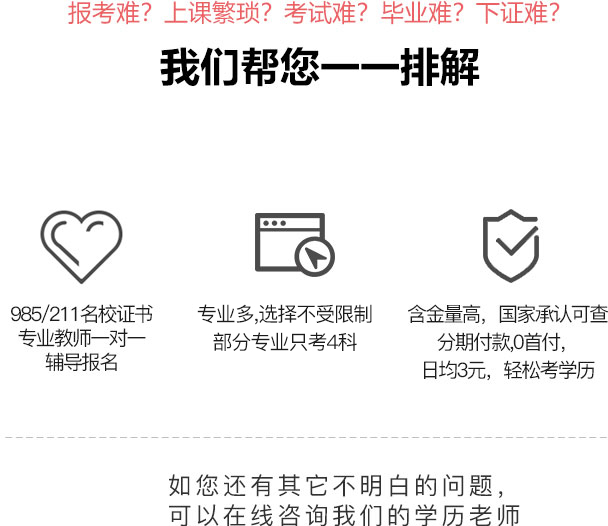 报考难？上课繁琐？考试难？毕业难？下证难？
我们帮您一一排解
985/211名校证书
专业教师一对一
辅导报名
专业多,选择不受限制
部分专业只考4科
含金量高，国家承认可查
分期付款,0首付，
日均3元，轻松考学历
如您还有其它不明白的问题，
可以在线咨询我们的学历老师